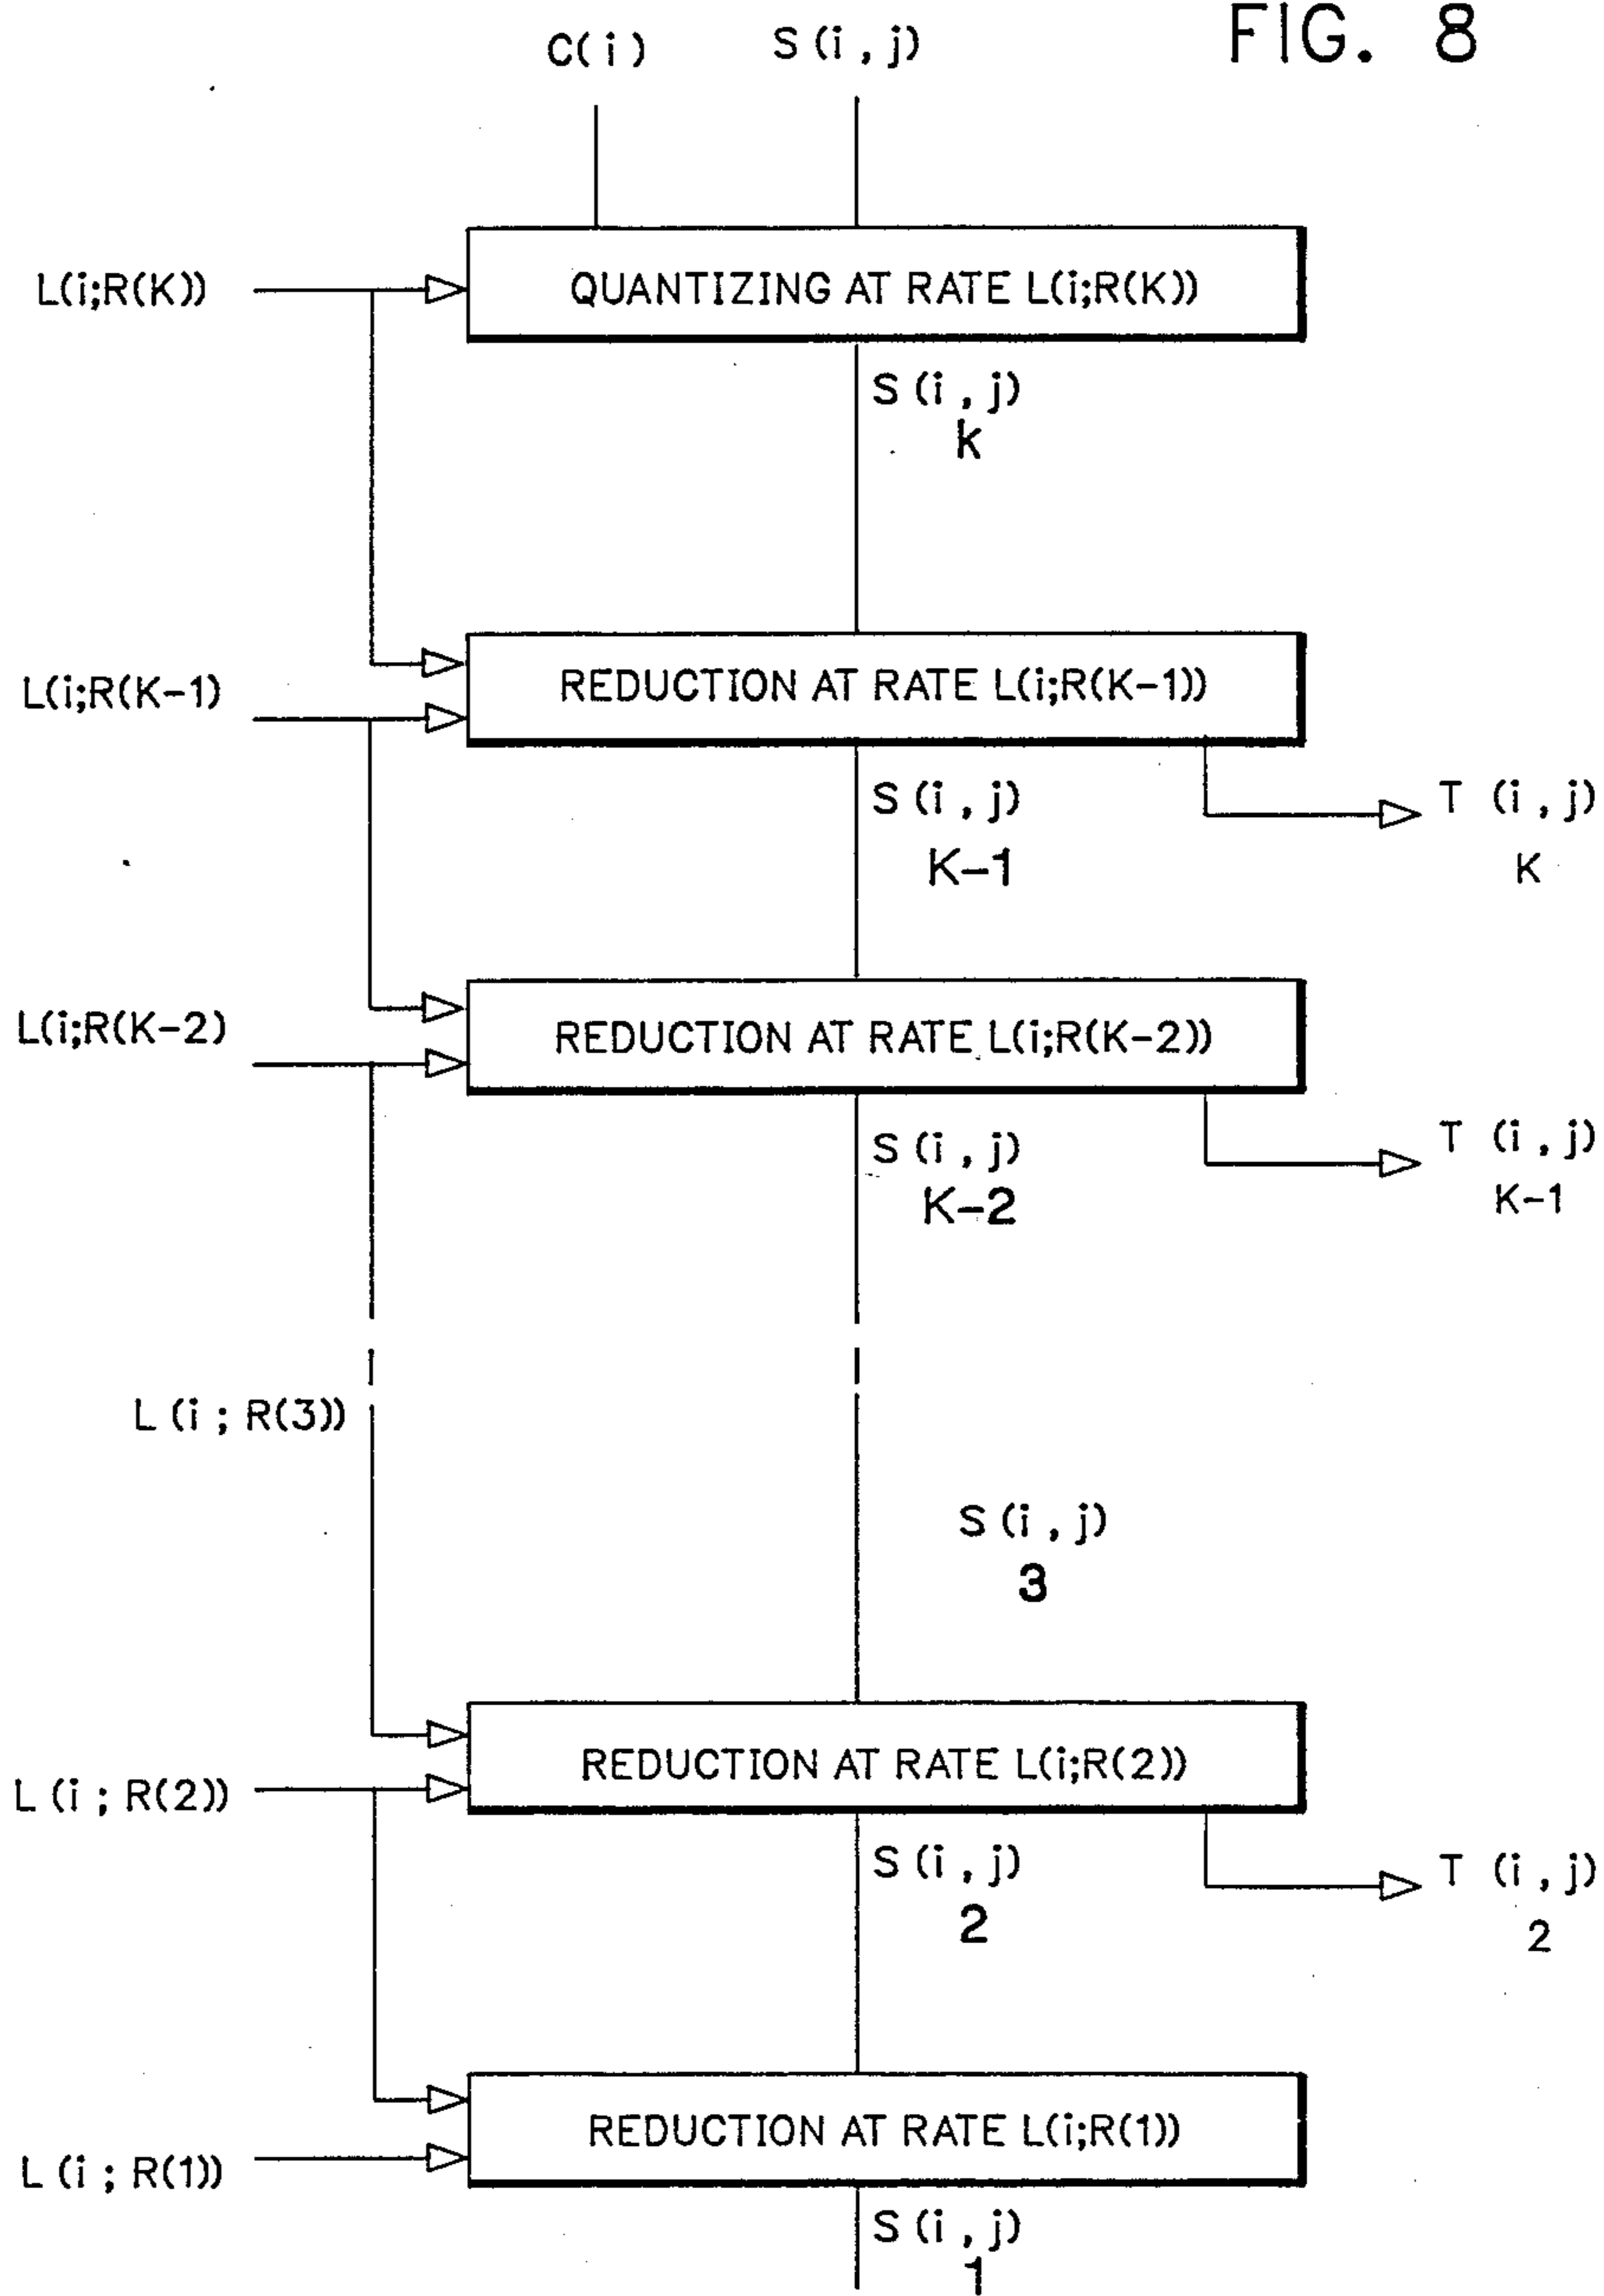 FIG. 8
C(i)
S (i , j)
L(i;R(K))
QUANTIZING AT RATE L(i;R(K))
S (i , j)
k
L(i;R(K-1)
REDUCTION AT RATE L(i;R(K-1))
S (i , j)
K-1
T (i , j)
K
L(i;R(K-2)
REDUCTION AT RATE L(i;R(K-2))
S (i , j)
K-2
T (i , j)
K-1
L (i ; R(3))
S (i , j)
3
L (i ; R(2))
REDUCTION AT RATE L(i;R(2))
S (i , j)
2
T (i , j)
2
L (i ; R(1))
REDUCTION AT RATE L(i;R(1))
S (i , j)
1